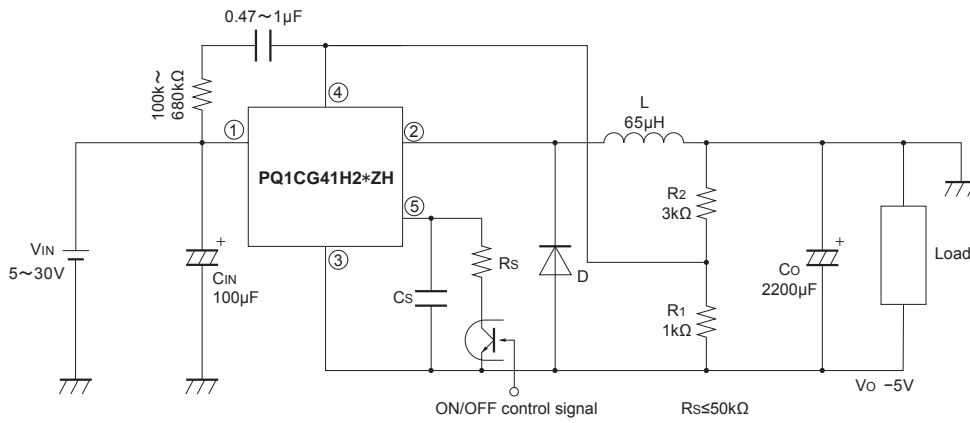 0.47~1μF
100k~
680kΩ
④
L
65μH
①
②
PQ1CG41H2*ZH
R2
3kΩ
⑤
VIN
5~30V
+
CIN
100μF
③
RS
CS
D
+
CO
2200μF
Load
R1
1kΩ
VO −5V
ON/OFF control signal
RS≤50kΩ